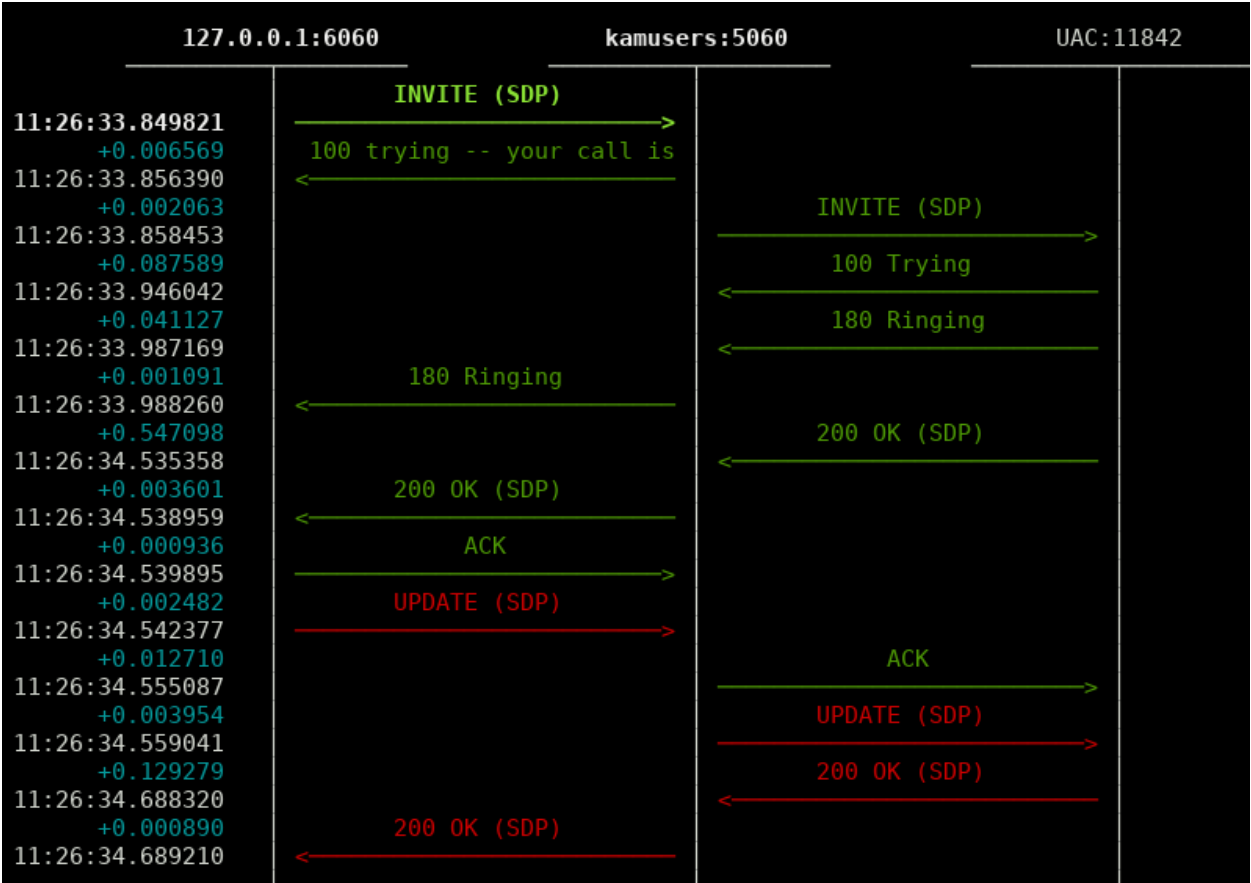 127.0.0.1:6060 kamusers:5060 UAC:11842
INVITE (SDP)
11:26:33.849821
+0.006569 100 trying -- your call is
11:26:33.856390
+0.002063 INVITE (SDP)
11:26:33.858453
+0.087589 100 Trying
11:26:33.946042
+0.041127 180 Ringing
11:26:33.987169
+0.001091 180 Ringing
11:26:33.988260
+0.547098 200 OK (SDP)
11:26:34.535358
+0.003601 200 OK (SDP)
11:26:34.538959
+0.000936 ACK
11:26:34.539895
+0.002482 UPDATE (SDP)
11:26:34.542377
+0.012710 ACK
11:26:34.555087
+0.003954 UPDATE (SDP)
11:26:34.559041
+0.129279 200 OK (SDP)
11:26:34.688320
+0.000890 200 OK (SDP)
11:26:34.689210